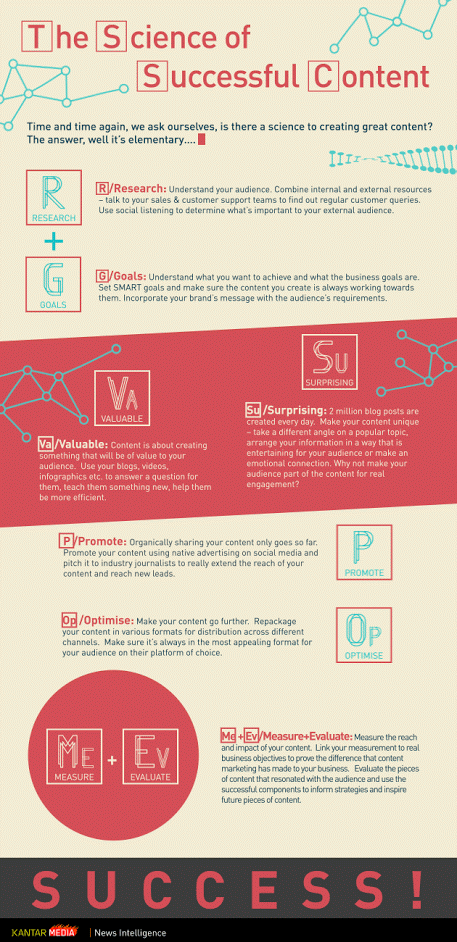 The Science of
Successful Content
Time and time again, we ask ourselves, is there a science to creating great content?
The answer, well it's elementary....
R
RESEARCH
R/Research: Understand your audience. Combine internal and external resources
– talk to your sales & customer support teams to find out regular customer queries.
Use social listening to determine what's important to your external audience.
+
G
GOALS
G/Goals: Understand what you want to achieve and what the business goals are.
Set SMART goals and make sure the content you create is always working towards
them. Incorporate your brand's message with the audience's requirements.
VA
VALUABLE
Va/Valuable: Content is about creating
something that will be of value to your
audience. Use your blogs, videos,
infographics etc. to answer a question for
them, teach them something new, help them
be more efficient.
SU
SURPRISING
Su/Surprising: 2 million blog posts are
created every day. Make your content unique
– take a different angle on a popular topic,
arrange your information in a way that is
entertaining for your audience or make an
emotional connection. Why not make your
audience part of the content for real
engagement?
P/Promote: Organically sharing your content only goes so far.
Promote your content using native advertising on social media and
pitch it to industry journalists to really extend the reach of your
content and reach new leads.
P
PROMOTE
Op/Optimise: Make your content go further. Repackage
your content in various formats for distribution across different
channels. Make sure it's always in the most appealing format for
your audience on their platform of choice.
OP
OPTIMISE
ME + EV
MEASURE EVALUATE
Me+Ev/Measure+Evaluate: Measure the reach
and impact of your content. Link your measurement to real
business objectives to prove the difference that content
marketing has made to your business. Evaluate the pieces
of content that resonated with the audience and use the
successful components to inform strategies and inspire
future pieces of content.
SUCCESS!
KANTAR MEDIA | News Intelligence